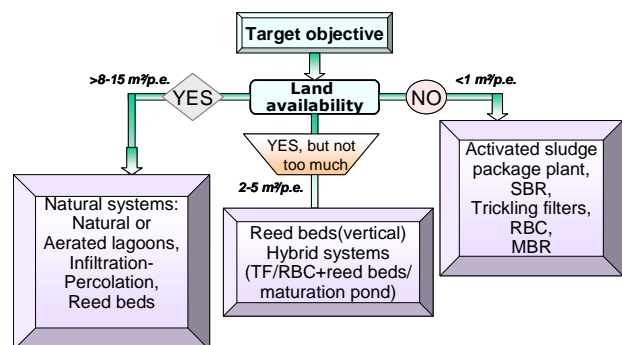 Target objective
>8-15 m²/p.e.
YES
Land
availability
NO
<1 m²/p.e.
YES, but not
too much
2-5 m²/p.e.
Natural systems:
Natural or
Aerated lagoons,
Infiltration-
Percolation,
Reed beds
Reed beds(vertical)
Hybrid systems
(TF/RBC+reed beds/
maturation pond)
Activated sludge
package plant,
SBR,
Trickling filters,
RBC,
MBR